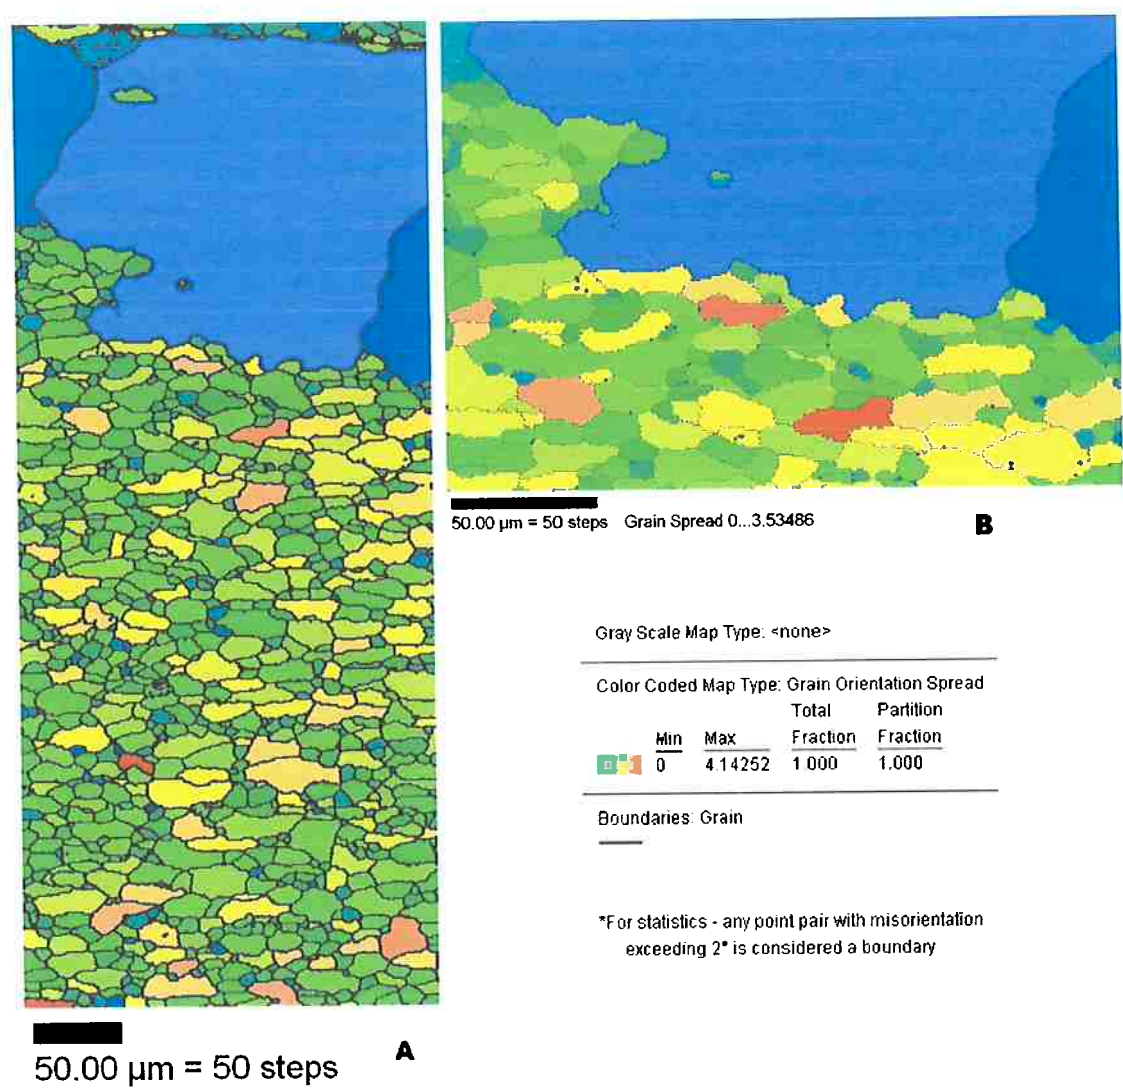 50.00 µm = 50 steps Grain Spread 0...3.53486
B
Gray Scale Map Type: <none>
Color Coded Map Type: Grain Orientation Spread
Total Partition
Min Max Fraction Fraction
0 4.14252 1.000 1.000
Boundaries: Grain
*For statistics - any point pair with misorientation
exceeding 2° is considered a boundary
A
50.00 µm = 50 steps